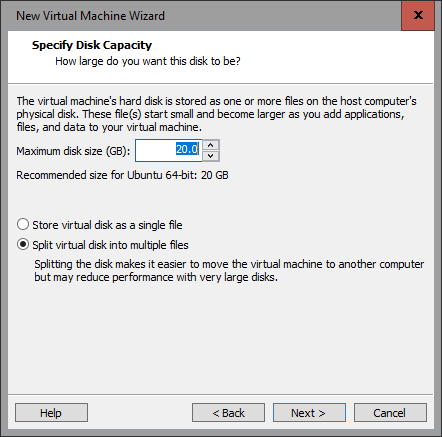 New Virtual Machine Wizard
Specify Disk Capacity
How large do you want this disk to be?
The virtual machine's hard disk is stored as one or more files on the host computer's
physical disk. These file(s) start small and become larger as you add applications,
files, and data to your virtual machine.
Maximum disk size (GB): 20.0
Recommended size for Ubuntu 64-bit: 20 GB
Store virtual disk as a single file
Split virtual disk into multiple files
Splitting the disk makes it easier to move the virtual machine to another computer
but may reduce performance with very large disks.
Help < Back Next > Cancel